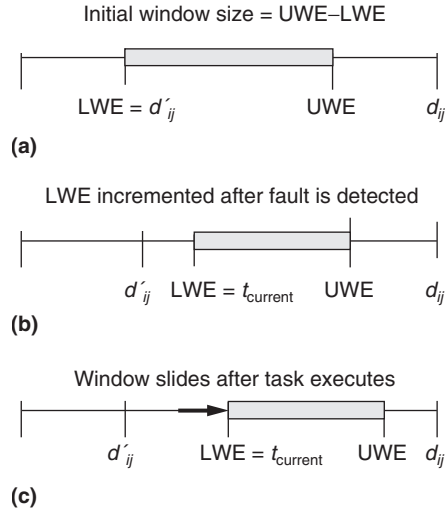 Initial window size = UWE–LWE
LWE = d´ij UWE dij
(a)
LWE incremented after fault is detected
d´ij LWE = tcurrent UWE dij
(b)
Window slides after task executes
d´ij LWE = tcurrent UWE dij
(c)